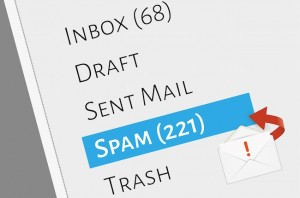 Inbox (68)
Draft
Sent Mail
Spam (221)
Trash
!